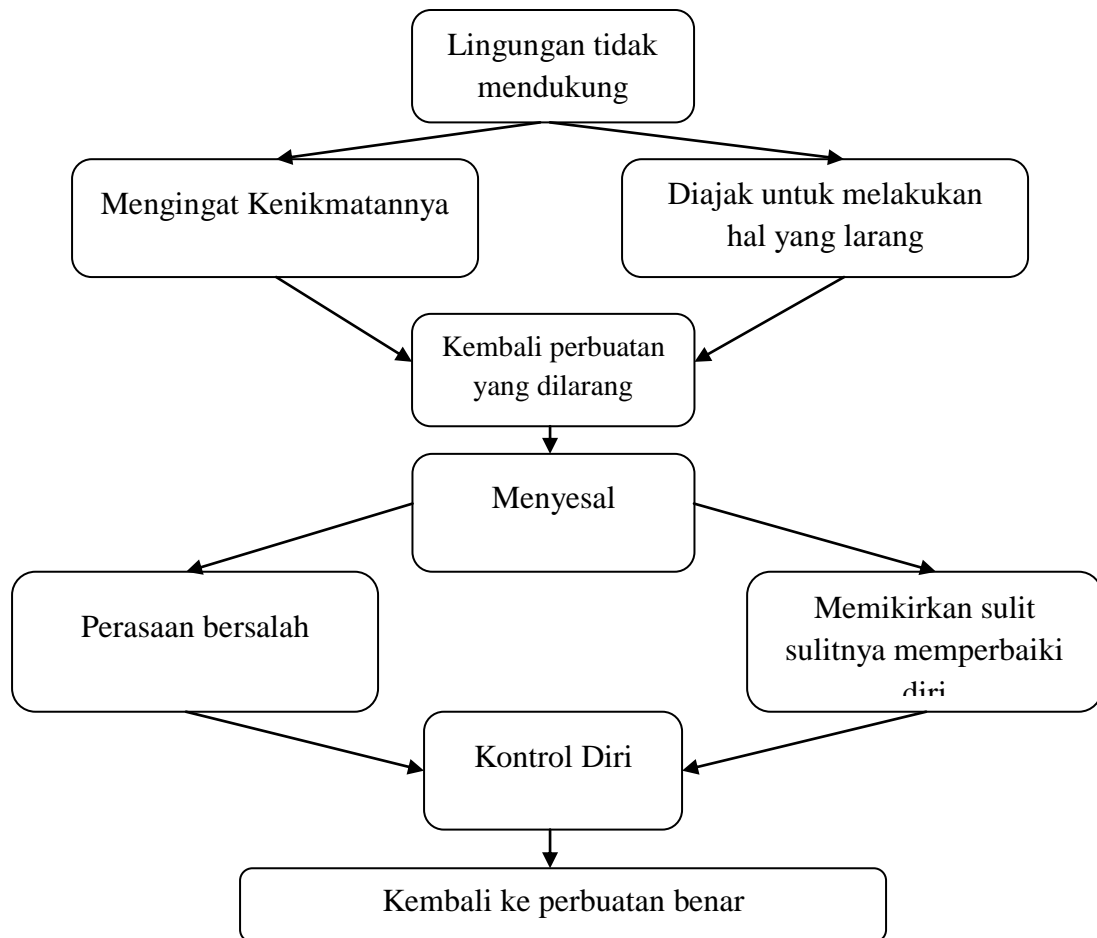 Lingungan tidak
mendukung
Mengingat Kenikmatannya
Diajak untuk melakukan
hal yang larang
Kembali perbuatan
yang dilarang
Menyesal
Perasaan bersalah
Memikirkan sulit
sulitnya memperbaiki
diri
Kontrol Diri
Kembali ke perbuatan benar